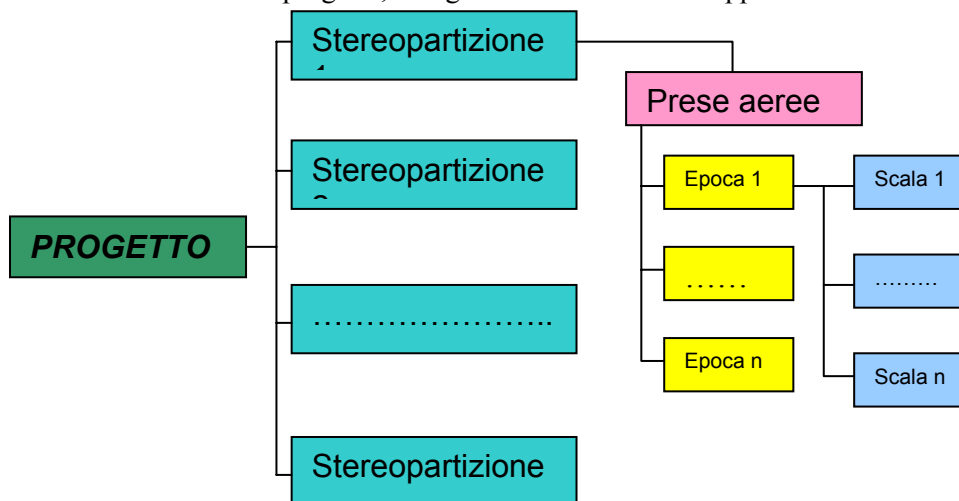 Stereopartizione
Prese aeree
Stereopartizione
Epoca 1
Scala 1
PROGETTO
……
………
……………………..
Epoca n
Scala n
Stereopartizione